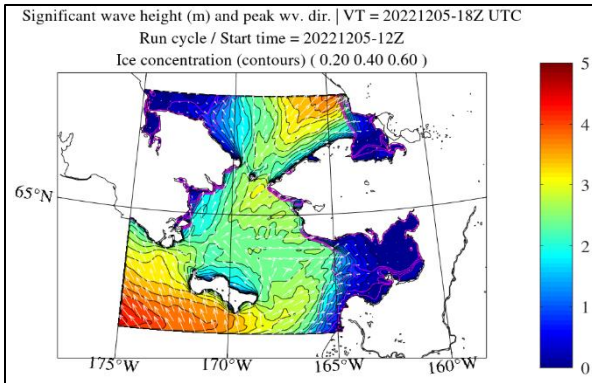 Significant wave height (m) and peak wv. dir. | VT = 20221205-18Z UTC
Run cycle / Start time = 20221205-12Z
Ice concentration (contours) ( 0.20 0.40 0.60 )
5
4
3
2
1
0
65°N
175°W
170°W
165°W
160°W